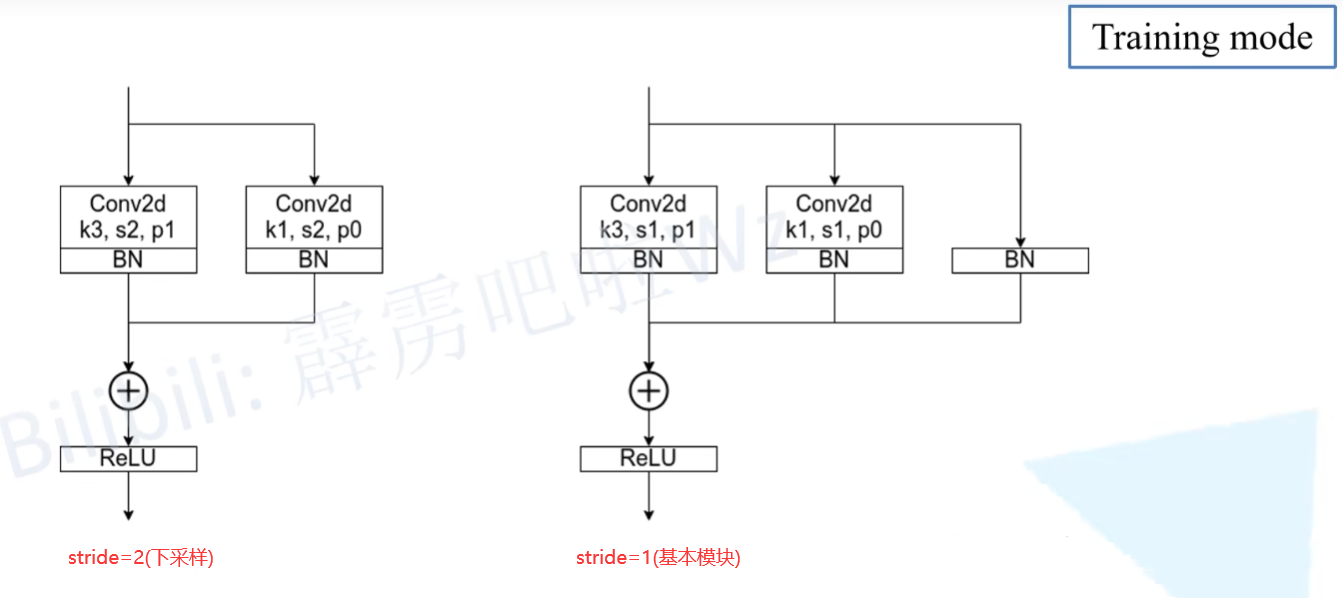 Training mode
Conv2d
k3, s2, p1
BN
Conv2d
k1, s2, p0
BN
ReLU
stride=2(下采样)
Conv2d
k3, s1, p1
BN
Conv2d
k1, s1, p0
BN
BN
ReLU
stride=1(基本模块)
Bilibili: 霹雳吧啦Wz